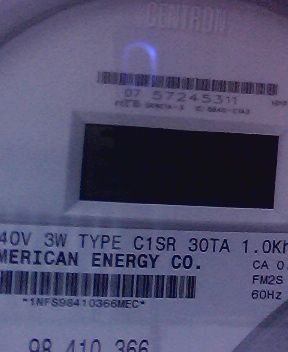 CENTRON
07 57245311
40V 3W TYPE C1SR 30TA 1.0Kh
MERICAN ENERGY CO.
CA 0.
FM2S
60Hz
*1NFS98410366MEC*
98 410 366